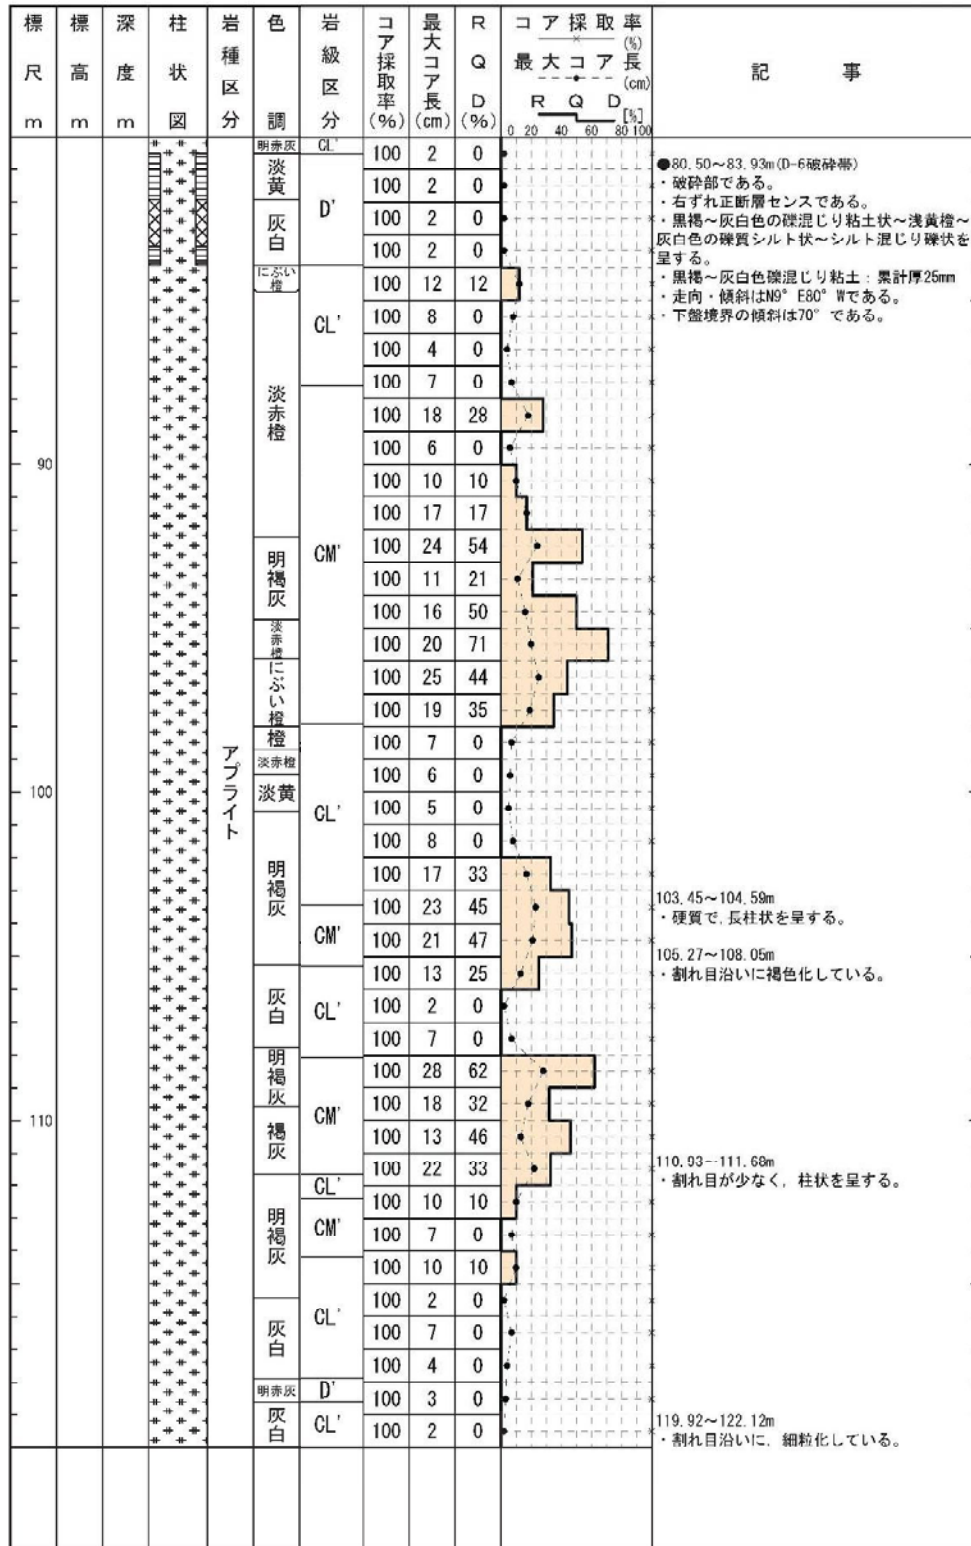 標尺m
標高m
深度m
柱状図
岩種区分
色調
岩級区分
コア採取率(%)
最大コア長(cm)
RQD(%)
コア採取率(%)
最大コア長(cm)
RQD[%]
0 20 40 60 80 100
記事
90
100
110
アプライト
明赤灰
淡黄
灰白
にぶい橙
淡赤橙
明褐灰
淡赤橙
にぶい橙
橙
淡赤橙
淡黄
明褐灰
灰白
明褐灰
褐灰
明褐灰
灰白
明赤灰
灰白
CL'
D'
CL'
CM'
CL'
CM'
CL'
CM'
CL'
CM'
CL'
D'
CL'
100 2 0
100 2 0
100 2 0
100 2 0
100 12 12
100 8 0
100 4 0
100 7 0
100 18 28
100 6 0
100 10 10
100 17 17
100 24 54
100 11 21
100 16 50
100 20 71
100 25 44
100 19 35
100 7 0
100 6 0
100 5 0
100 8 0
100 17 33
100 23 45
100 21 47
100 13 25
100 2 0
100 7 0
100 28 62
100 18 32
100 13 46
100 22 33
100 10 10
100 7 0
100 10 10
100 2 0
100 7 0
100 4 0
100 3 0
100 2 0
●80.50～83.93m(D-6破砕帯)
・破砕部である。
・右ずれ正断層センスである。
・黒褐～灰白色の礫混じり粘土状～浅黄橙～
灰白色の礫質シルト状～シルト混じり礫状を
呈する。
・黒褐～灰白色礫混じり粘土：累計厚25mm
・走向・傾斜はN9°E80°Wである。
・下盤境界の傾斜は70°である。
103.45～104.59m
・硬質で,長柱状を呈する。
105.27～108.05m
・割れ目沿いに褐色化している。
110.93～111.68m
・割れ目が少なく，柱状を呈する。
119.92～122.12m
・割れ目沿いに，細粒化している。